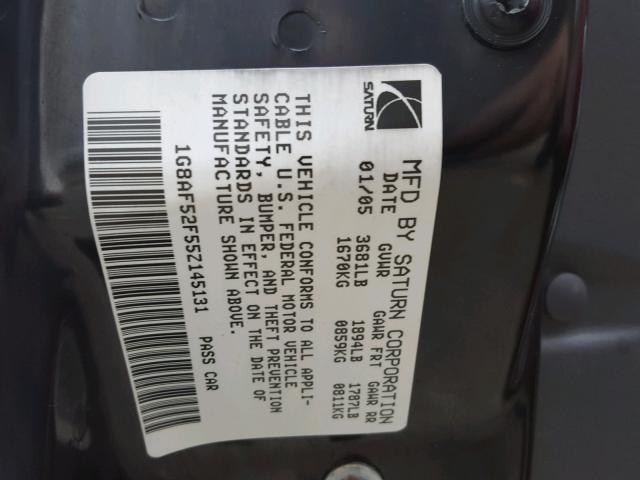 SATURN
MFD BY SATURN CORPORATION
DATE GVWR GAWR FRT GAWR RR
01/05 3681LB 1894LB 1787LB
1670KG 0859KG 0811KG
THIS VEHICLE CONFORMS TO ALL APPLI-
CABLE U.S. FEDERAL MOTOR VEHICLE
SAFETY, BUMPER, AND THEFT PREVENTION
STANDARDS IN EFFECT ON THE DATE OF
MANUFACTURE SHOWN ABOVE.
1G8AF52F55Z145131 PASS CAR